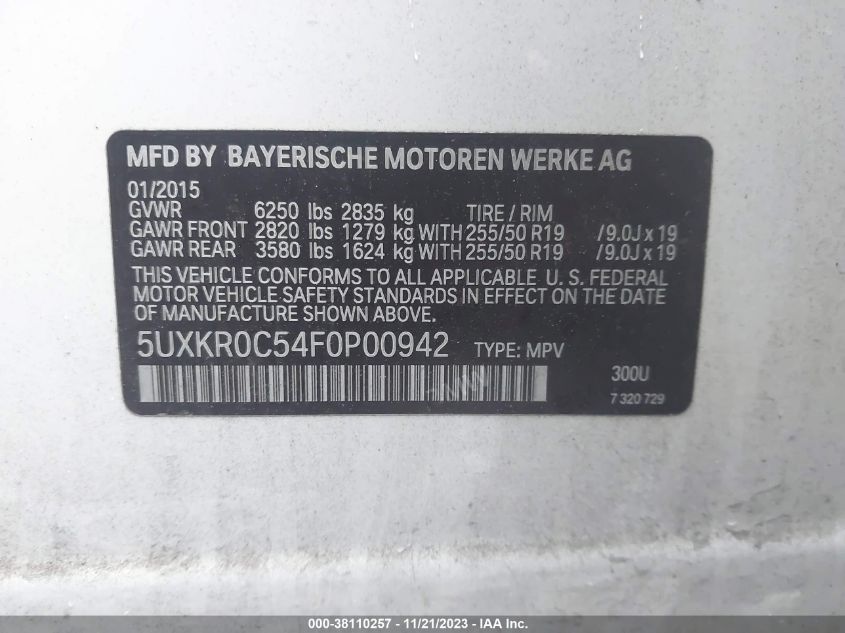 MFD BY BAYERISCHE MOTOREN WERKE AG
01/2015
GVWR 6250 lbs 2835 kg TIRE / RIM
GAWR FRONT 2820 lbs 1279 kg WITH 255/50 R19 /9.0J x 19
GAWR REAR 3580 lbs 1624 kg WITH 255/50 R19 /9.0J x 19
THIS VEHICLE CONFORMS TO ALL APPLICABLE U. S. FEDERAL
MOTOR VEHICLE SAFETY STANDARDS IN EFFECT ON THE DATE
OF MANUFACTURE SHOWN ABOVE.
5UXKR0C54F0P00942 TYPE: MPV
300U
7 320 729
000-38110257 - 11/21/2023 - IAA, Inc.